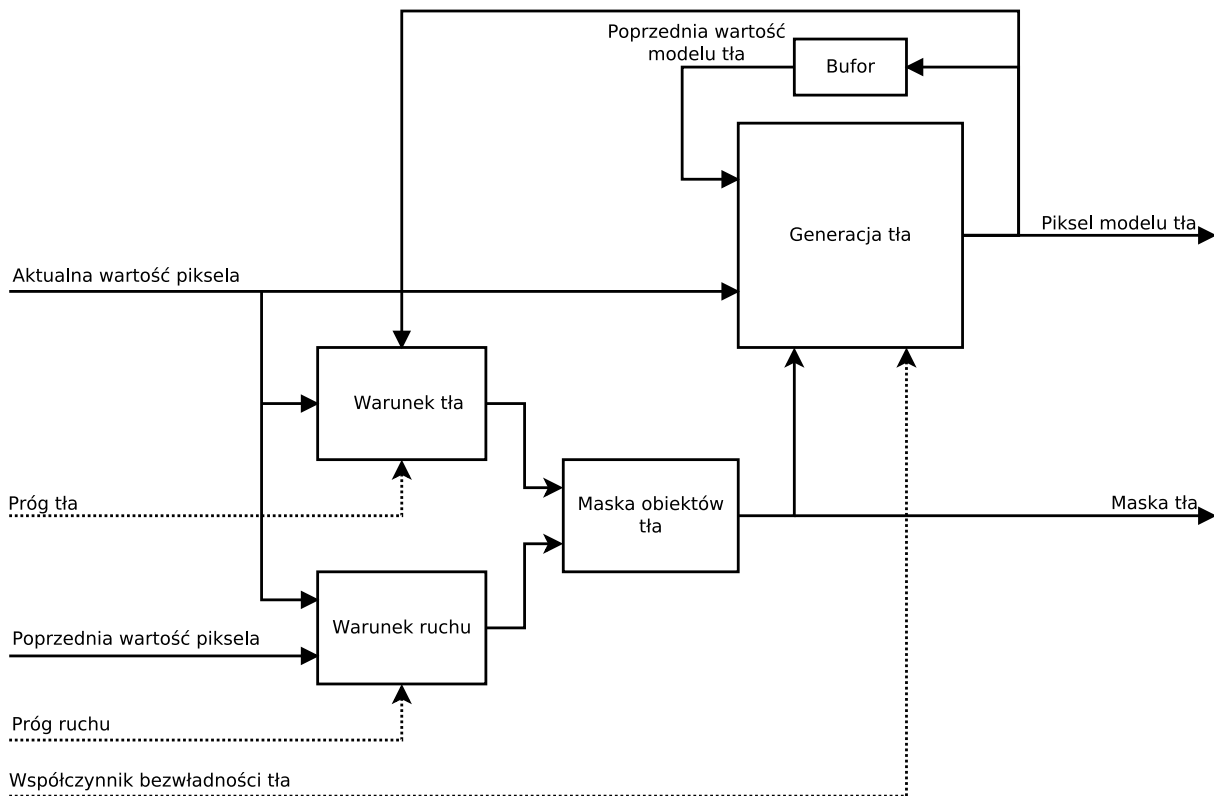 Poprzednia wartość
modelu tła
Bufor
Generacja tła
Piksel modelu tła
Aktualna wartość piksela
Warunek tła
Próg tła
Maska obiektów
tła
Maska tła
Warunek ruchu
Poprzednia wartość piksela
Próg ruchu
Współczynnik bezwładności tła